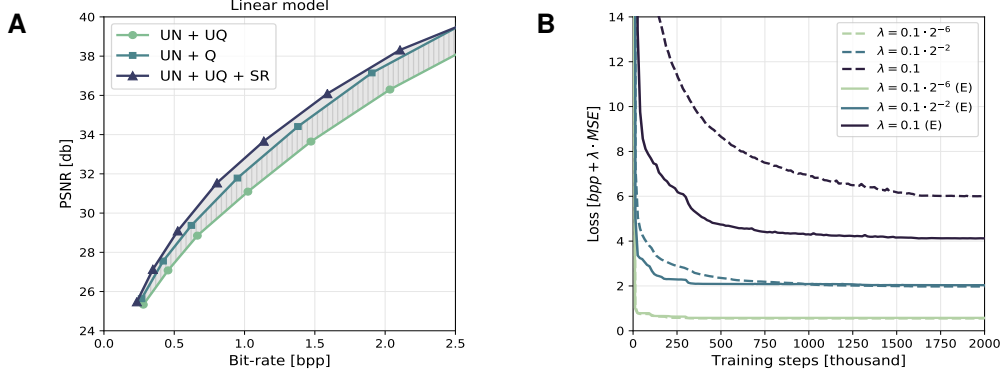 A
Linear model
UN + UQ
UN + Q
UN + UQ + SR
PSNR [db]
40
38
36
34
32
30
28
26
24
0.0 0.5 1.0 1.5 2.0 2.5
Bit-rate [bpp]
B
λ = 0.1 · 2⁻⁶
λ = 0.1 · 2⁻²
λ = 0.1
λ = 0.1 · 2⁻⁶ (E)
λ = 0.1 · 2⁻² (E)
λ = 0.1 (E)
Loss [bpp + λ · MSE]
14
12
10
8
6
4
2
0
0 250 500 750 1000 1250 1500 1750 2000
Training steps [thousand]